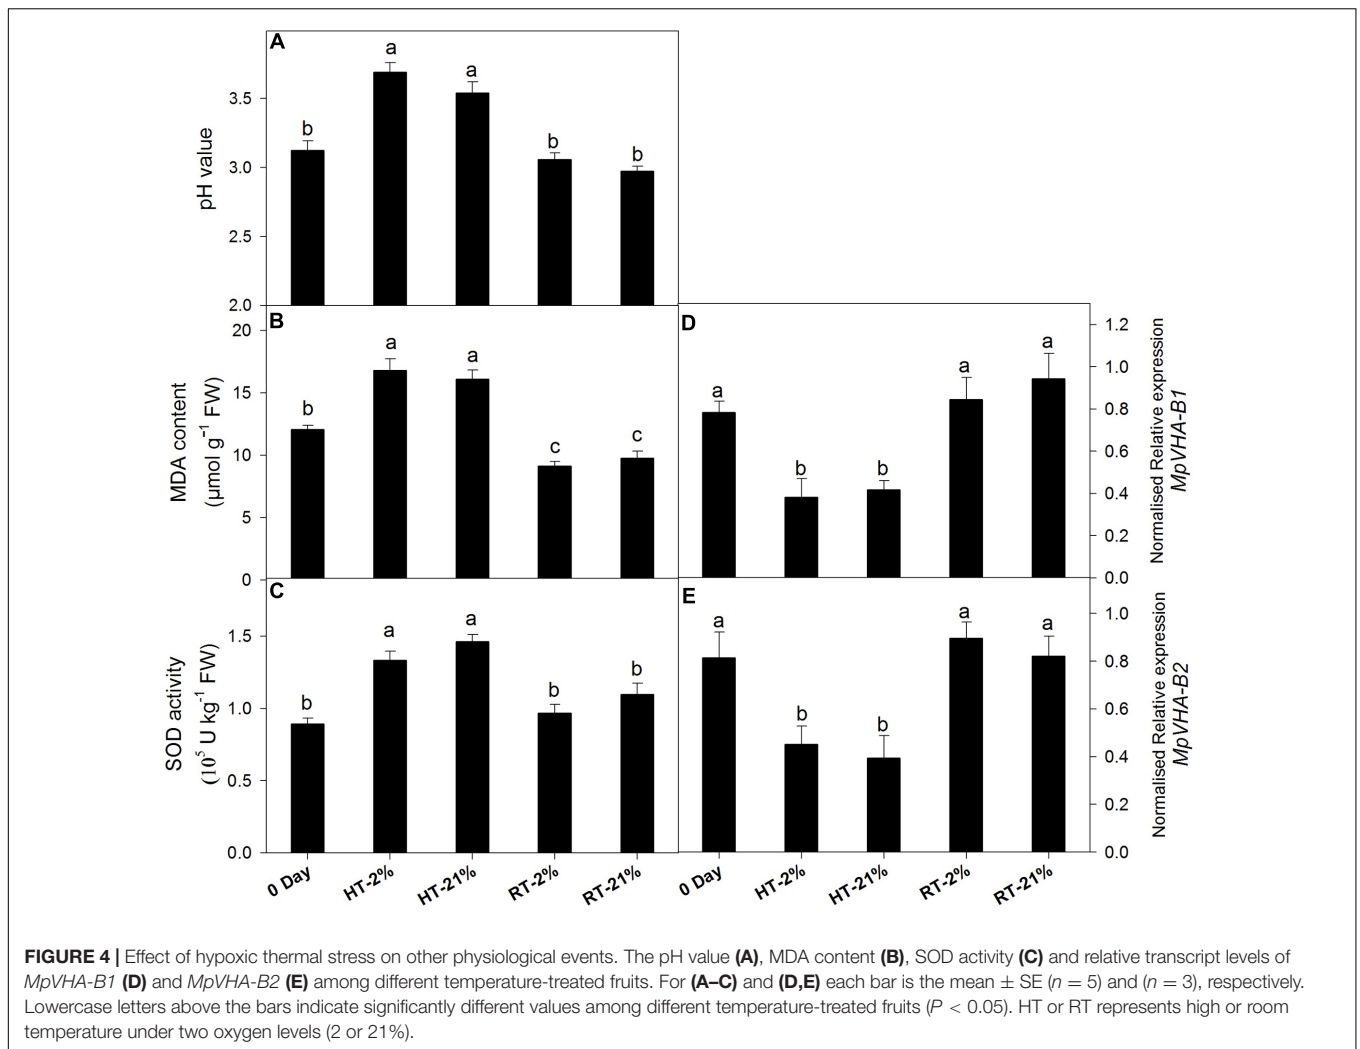 A
a
a
b
b
b
3.5
3.0
2.5
2.0
pH value
B
a
a
b
c
c
20
15
10
5
0
MDA content
(µmol g⁻¹ FW)
C
a
a
b
b
b
1.5
1.0
0.5
0.0
SOD activity
(10⁵ U kg⁻¹ FW)
0 Day
HT-2%
HT-21%
RT-2%
RT-21%
D
a
b
b
a
a
1.2
1.0
0.8
0.6
0.4
0.2
0.0
Normalised Relative expression
MpVHA-B1
E
a
b
b
a
a
1.0
0.8
0.6
0.4
0.2
0.0
Normalised Relative expression
MpVHA-B2
0 Day
HT-2%
HT-21%
RT-2%
RT-21%
FIGURE 4 | Effect of hypoxic thermal stress on other physiological events. The pH value (A), MDA content (B), SOD activity (C) and relative transcript levels of
MpVHA-B1 (D) and MpVHA-B2 (E) among different temperature-treated fruits. For (A–C) and (D,E) each bar is the mean ± SE (n = 5) and (n = 3), respectively.
Lowercase letters above the bars indicate significantly different values among different temperature-treated fruits (P < 0.05). HT or RT represents high or room
temperature under two oxygen levels (2 or 21%).